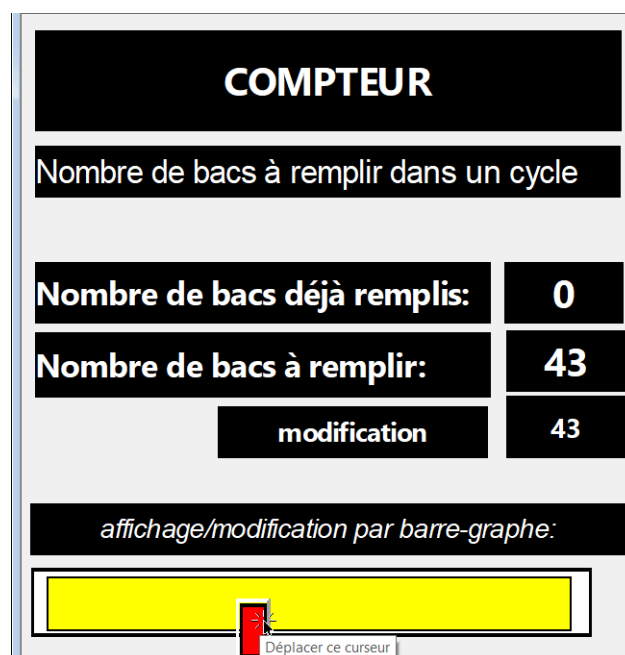 COMPTEUR
Nombre de bacs à remplir dans un cycle
Nombre de bacs déjà remplis: 0
Nombre de bacs à remplir: 43
modification 43
affichage/modification par barre-graphe:
Déplacer ce curseur